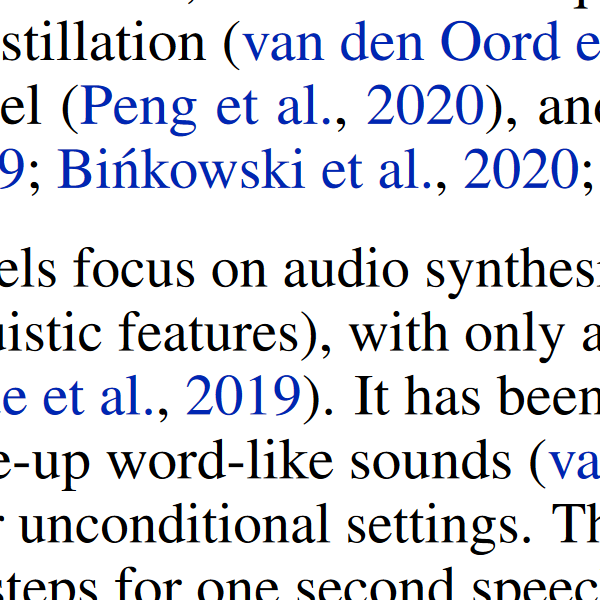 stillation (van den Oord e
el (Peng et al., 2020), and
9; Bińkowski et al., 2020;
els focus on audio synthesi
uistic features), with only a
e et al., 2019). It has been
e-up word-like sounds (va
r unconditional settings. Th
steps for one second speec